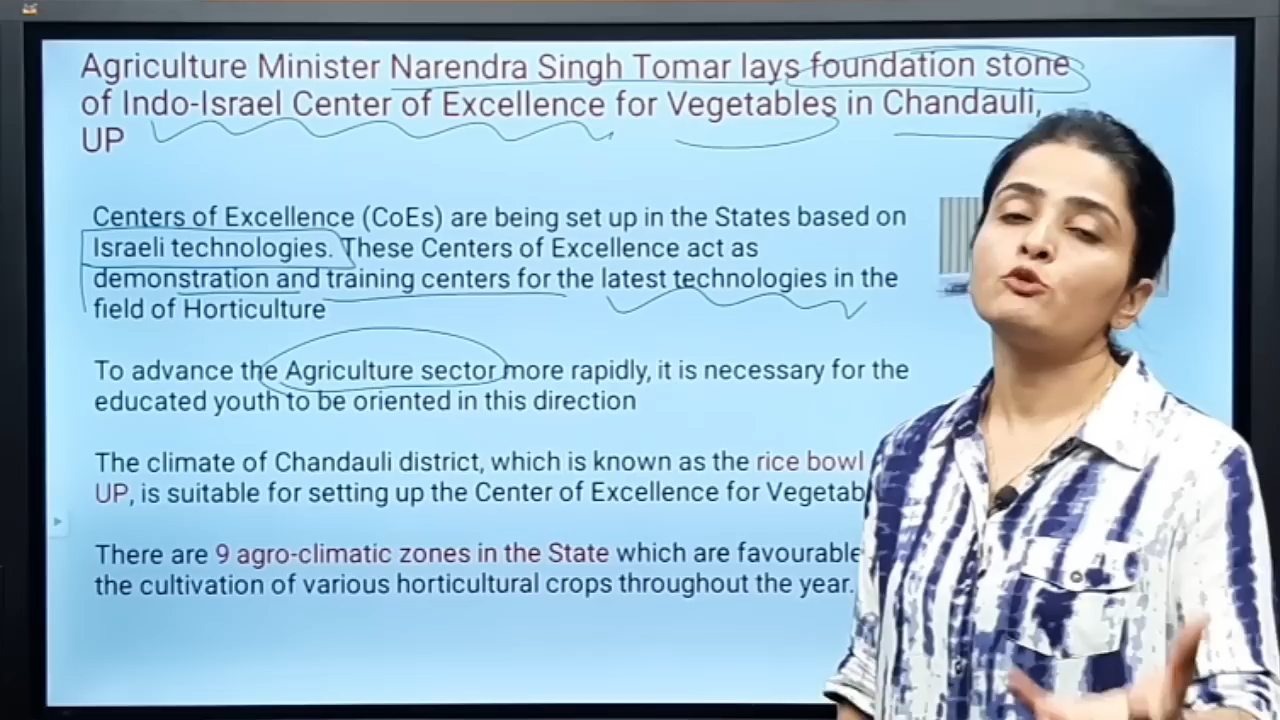 Agriculture Minister Narendra Singh Tomar lays foundation stone
of Indo-Israel Center of Excellence for Vegetables in Chandauli,
UP
Centers of Excellence (CoEs) are being set up in the States based on
Israeli technologies. These Centers of Excellence act as
demonstration and training centers for the latest technologies in the
field of Horticulture
To advance the Agriculture sector more rapidly, it is necessary for the
educated youth to be oriented in this direction
The climate of Chandauli district, which is known as the rice bowl
UP, is suitable for setting up the Center of Excellence for Vegetab
There are 9 agro-climatic zones in the State which are favourable
the cultivation of various horticultural crops throughout the year.